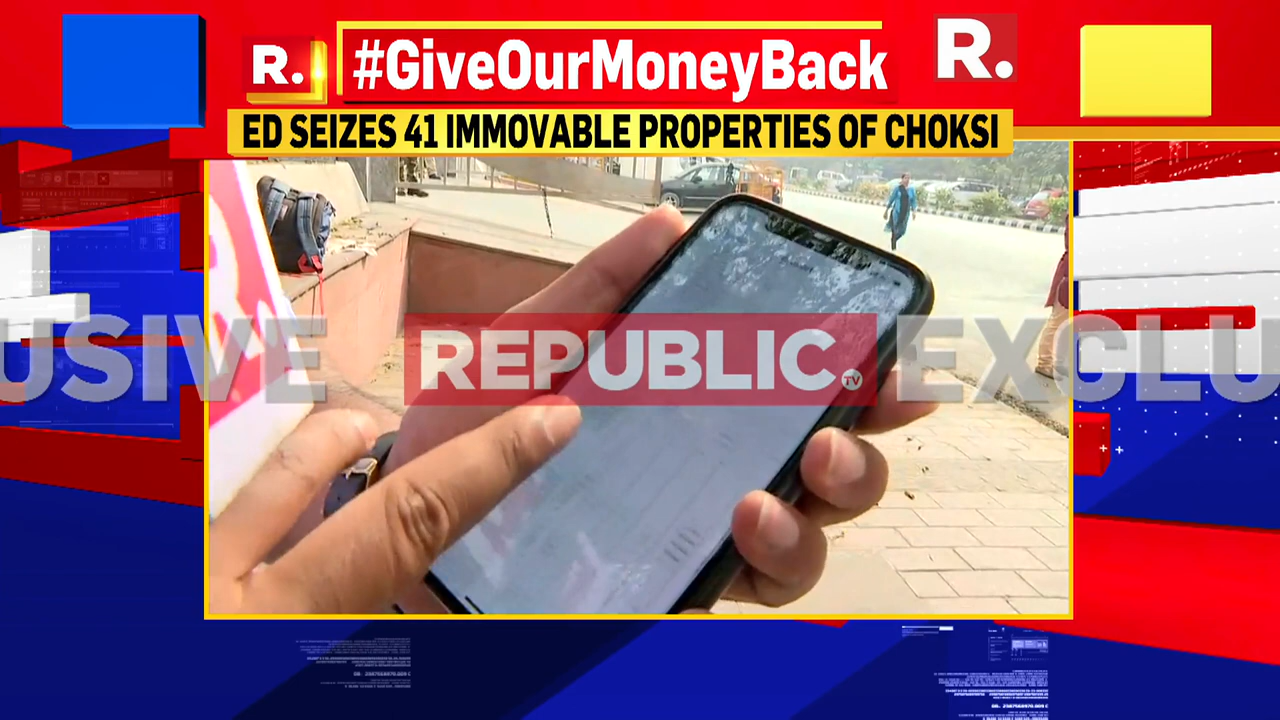 R. #GiveOurMoneyBack R.
ED SEIZES 41 IMMOVABLE PROPERTIES OF CHOKSI
USIVE REPUBLIC. TV EXCLU